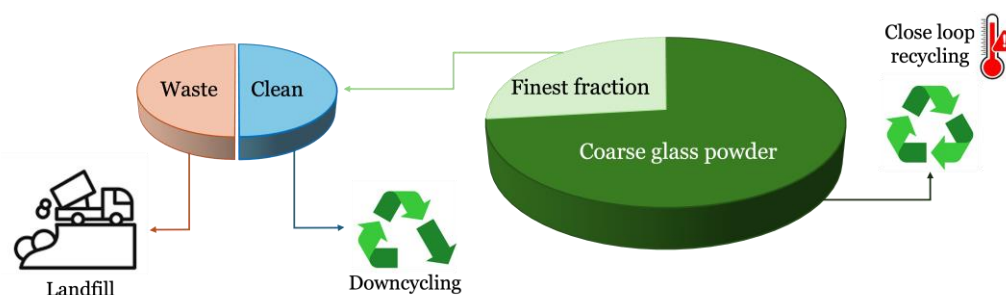 Waste
Clean
Finest fraction
Coarse glass powder
Close loop
recycling
Landfill
Downcycling